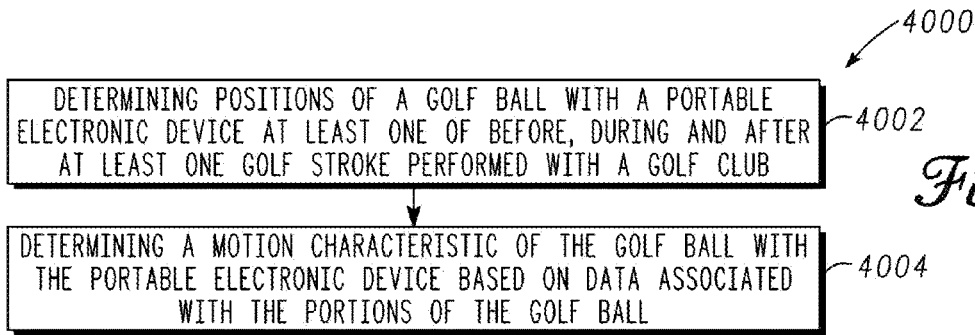 4000
DETERMINING POSITIONS OF A GOLF BALL WITH A PORTABLE
ELECTRONIC DEVICE AT LEAST ONE OF BEFORE, DURING AND AFTER
AT LEAST ONE GOLF STROKE PERFORMED WITH A GOLF CLUB
4002
DETERMINING A MOTION CHARACTERISTIC OF THE GOLF BALL WITH
THE PORTABLE ELECTRONIC DEVICE BASED ON DATA ASSOCIATED
WITH THE PORTIONS OF THE GOLF BALL
4004